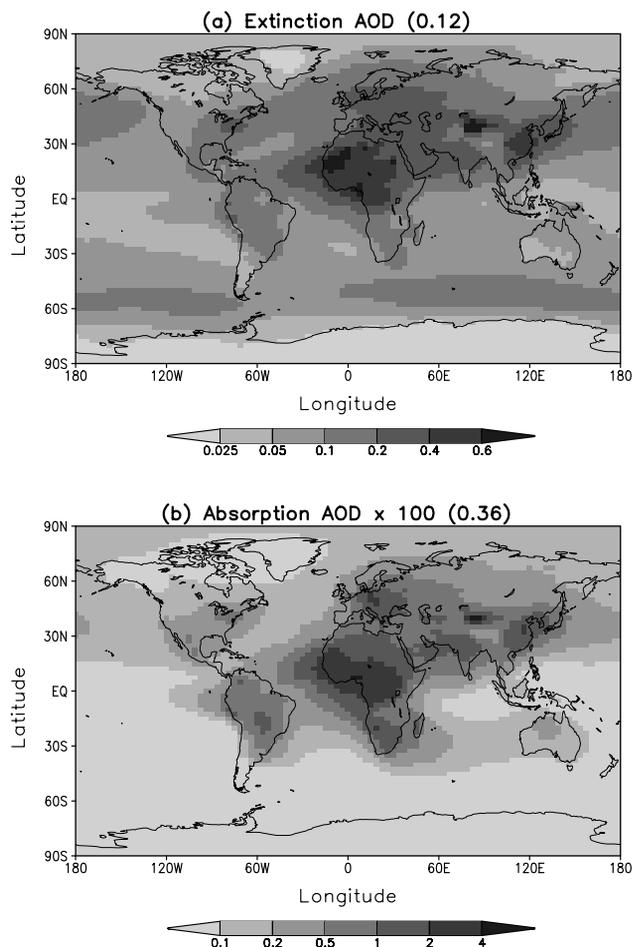 (a) Extinction AOD (0.12)
90N
60N
30N
EQ
30S
60S
90S
Latitude
180 120W 60W 0 60E 120E 180
Longitude
0.025 0.05 0.1 0.2 0.4 0.6
(b) Absorption AOD x 100 (0.36)
90N
60N
30N
EQ
30S
60S
90S
Latitude
180 120W 60W 0 60E 120E 180
Longitude
0.1 0.2 0.5 1 2 4